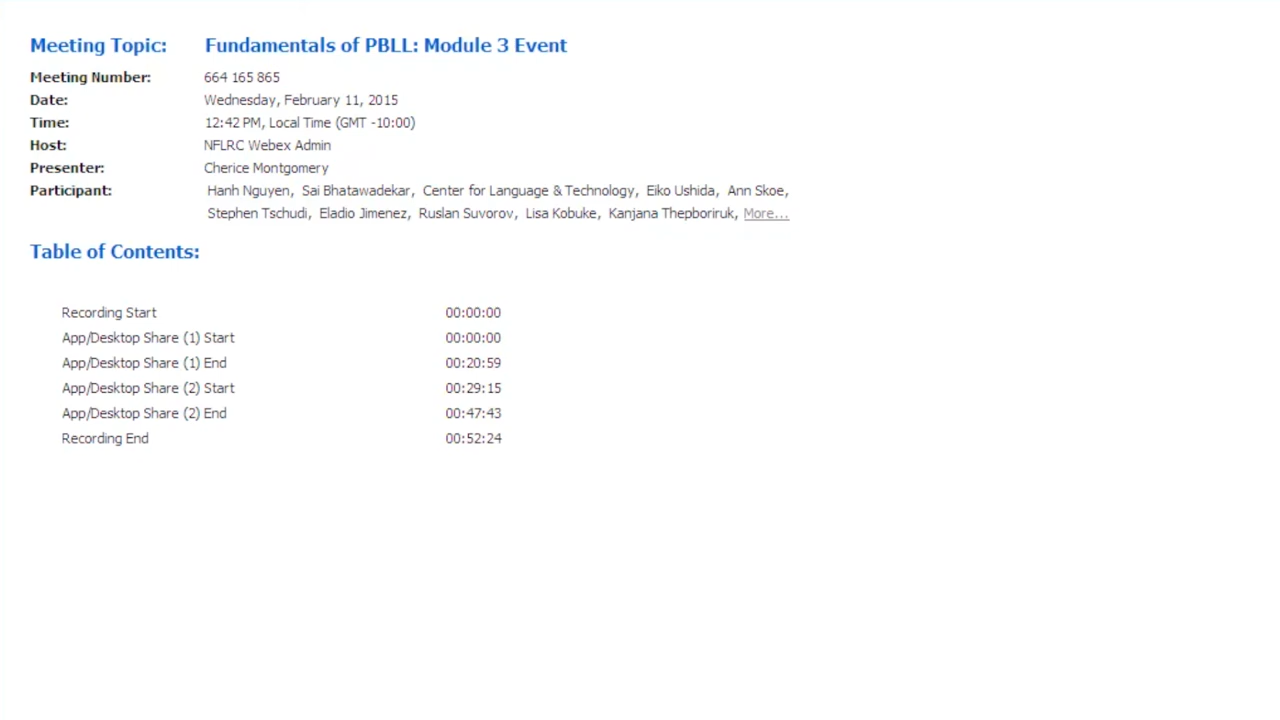 Meeting Topic: Fundamentals of PBLL: Module 3 Event
Meeting Number: 664 165 865
Date: Wednesday, February 11, 2015
Time: 12:42 PM, Local Time (GMT -10:00)
Host: NFLRC Webex Admin
Presenter: Cherice Montgomery
Participant: Hanh Nguyen, Sai Bhatawadekar, Center for Language & Technology, Eiko Ushida, Ann Skoe,
Stephen Tschudi, Eladio Jimenez, Ruslan Suvorov, Lisa Kobuke, Kanjana Thepboriruk, More...
Table of Contents:
Recording Start 00:00:00
App/Desktop Share (1) Start 00:00:00
App/Desktop Share (1) End 00:20:59
App/Desktop Share (2) Start 00:29:15
App/Desktop Share (2) End 00:47:43
Recording End 00:52:24